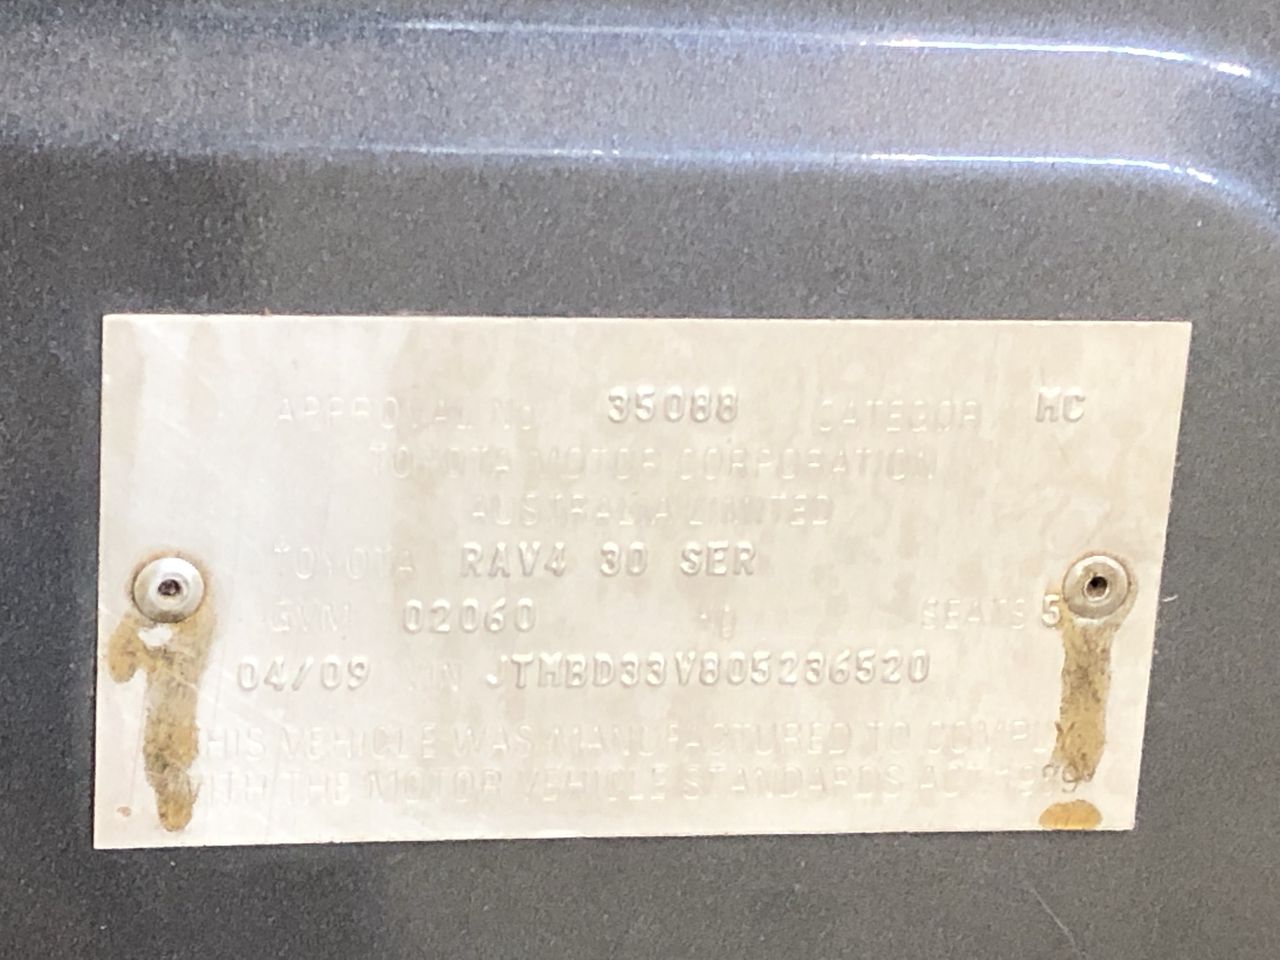 APPROVAL No. 35088 CATEGORY MC
TOYOTA MOTOR CORPORATION
AUSTRALIA LIMITED
TOYOTA RAV4 30 SER
GVM 02060 kg SEATS 5
04/09 VIN JTMBD33V805236520
THIS VEHICLE WAS MANUFACTURED TO COMPLY
WITH THE MOTOR VEHICLE STANDARDS ACT 1989